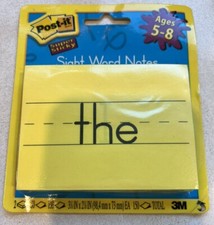 Post-it
Super
Sticky
Ages
5-8
Sight Word Notes
the
3M